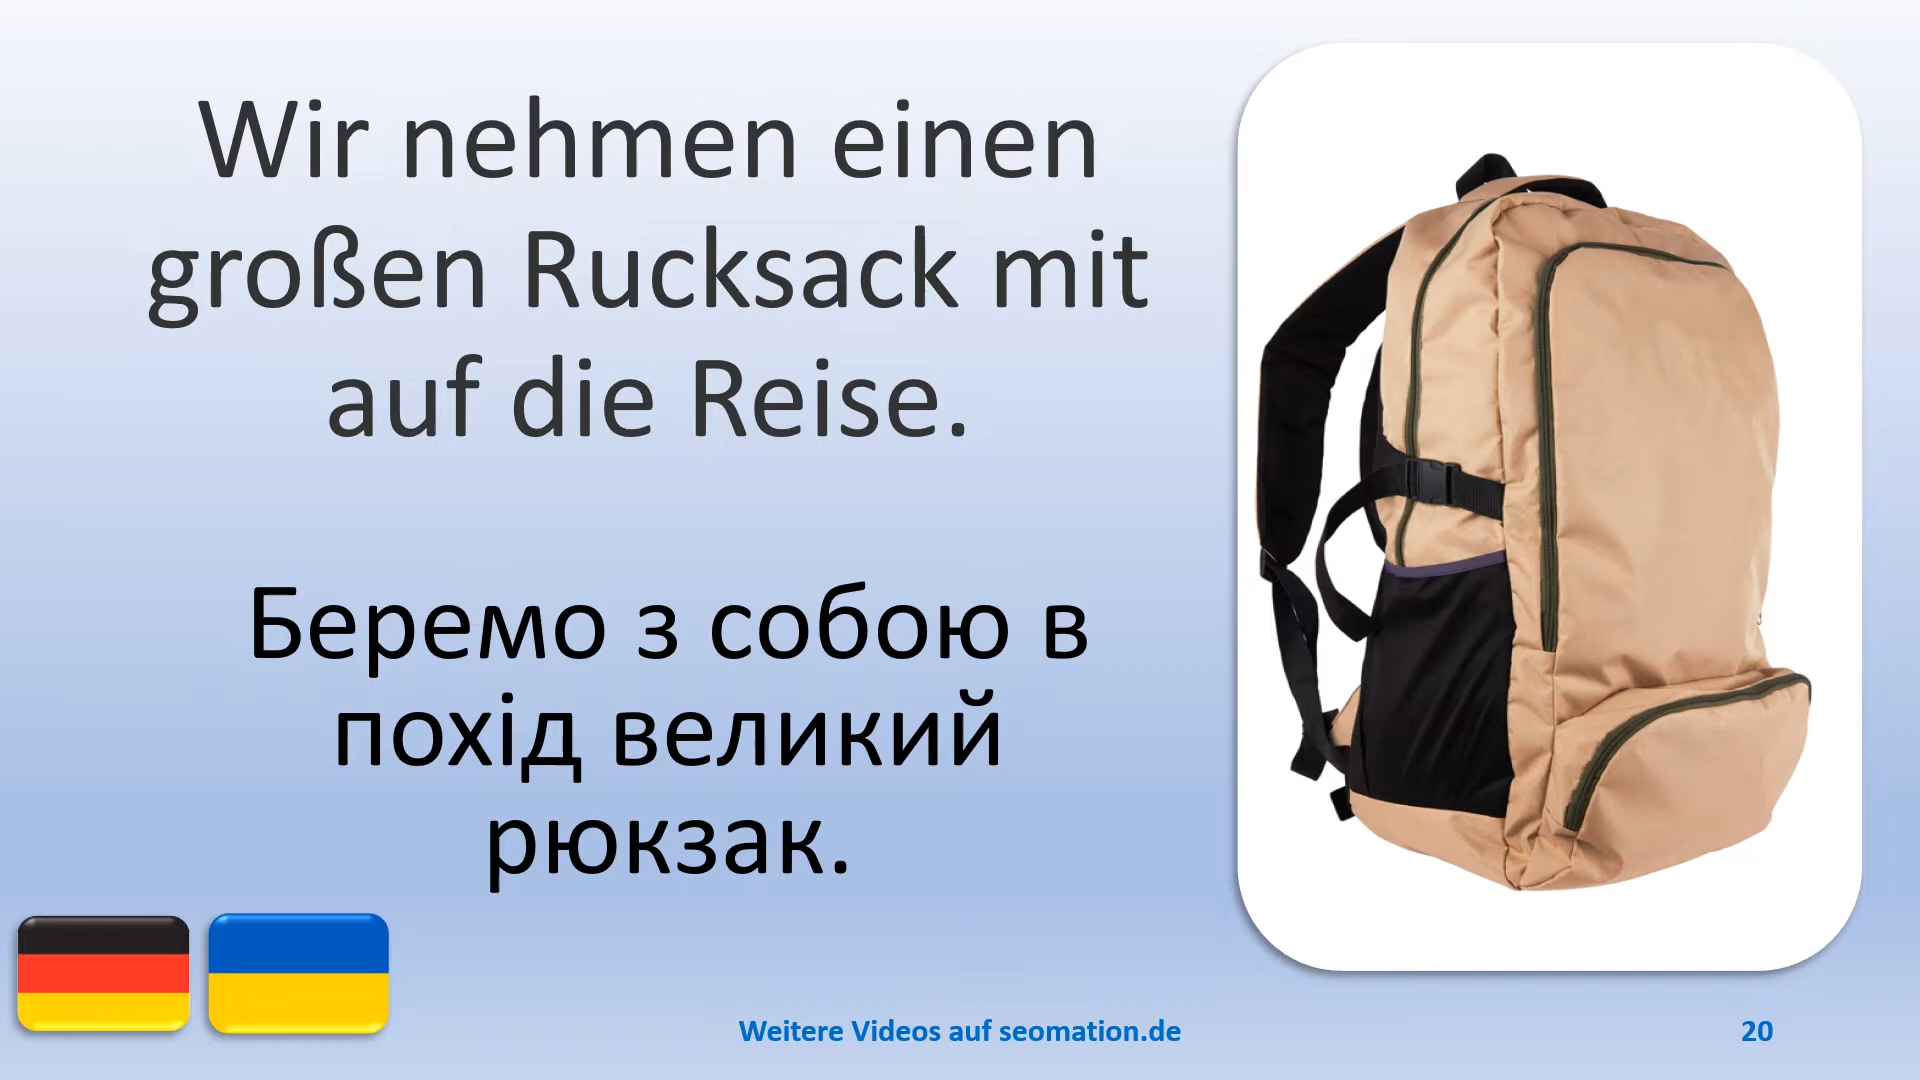 Wir nehmen einen
großen Rucksack mit
auf die Reise.
Беремо з собою в
похід великий
рюкзак.
Weitere Videos auf seomation.de
20